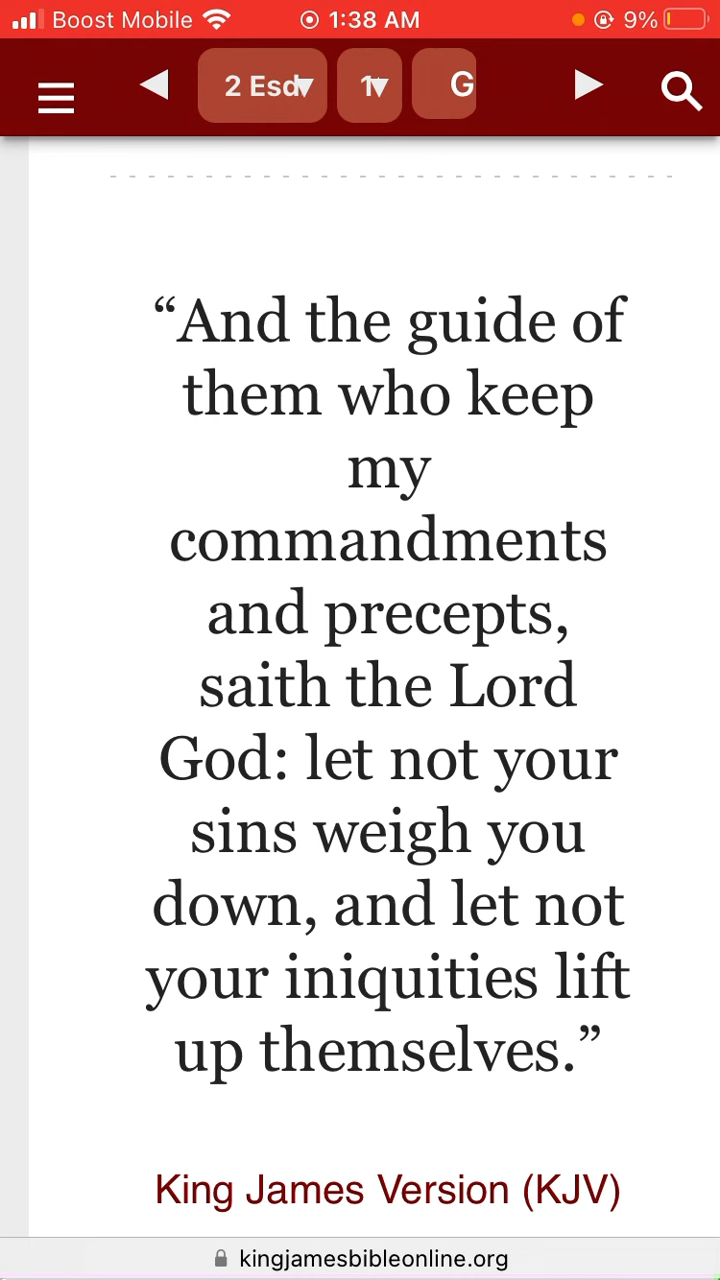 Boost Mobile 1:38 AM 9%
2 Esd 1 G
“And the guide of
them who keep
my
commandments
and precepts,
saith the Lord
God: let not your
sins weigh you
down, and let not
your iniquities lift
up themselves.”
King James Version (KJV)
kingjamesbibleonline.org